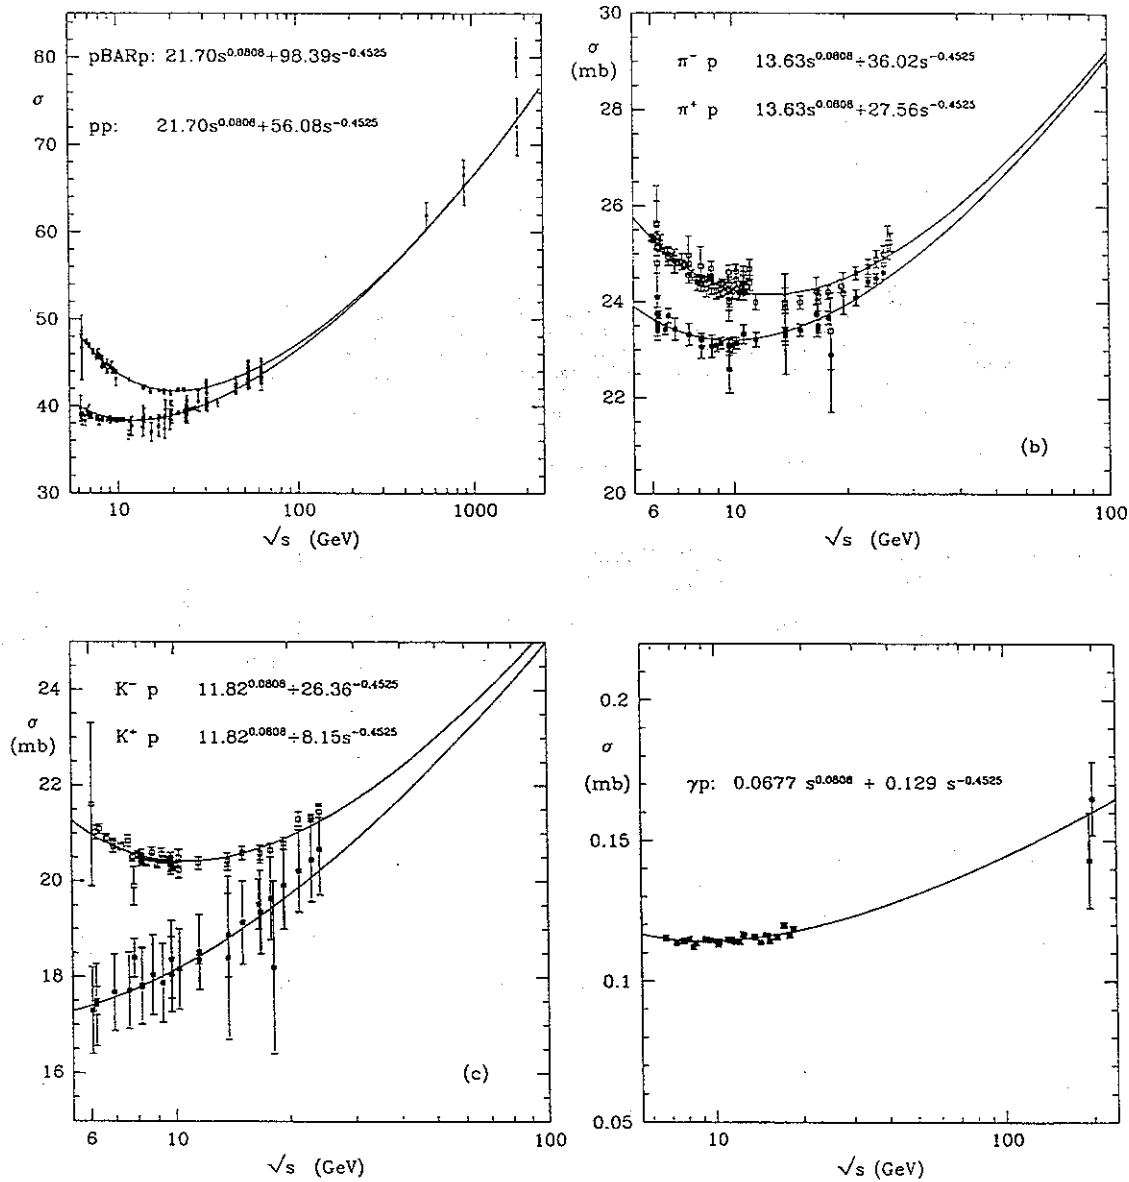 pBARp: 21.70s^0.0808+98.39s^-0.4525
pp: 21.70s^0.0808+56.08s^-0.4525
σ
80
70
60
50
40
30
10 100 1000
√s (GeV)
σ
(mb)
π⁻ p 13.63s^0.0808+36.02s^-0.4525
π⁺ p 13.63s^0.0808+27.56s^-0.4525
30
28
26
24
22
20
(b)
6 10 100
√s (GeV)
K⁻ p 11.82^0.0808+26.36^-0.4525
K⁺ p 11.82^0.0808+8.15s^-0.4525
σ
(mb)
24
22
20
18
16
(c)
6 10 100
√s (GeV)
σ
(mb)
γp: 0.0677 s^0.0808 + 0.129 s^-0.4525
0.2
0.15
0.1
0.05
10 100
√s (GeV)